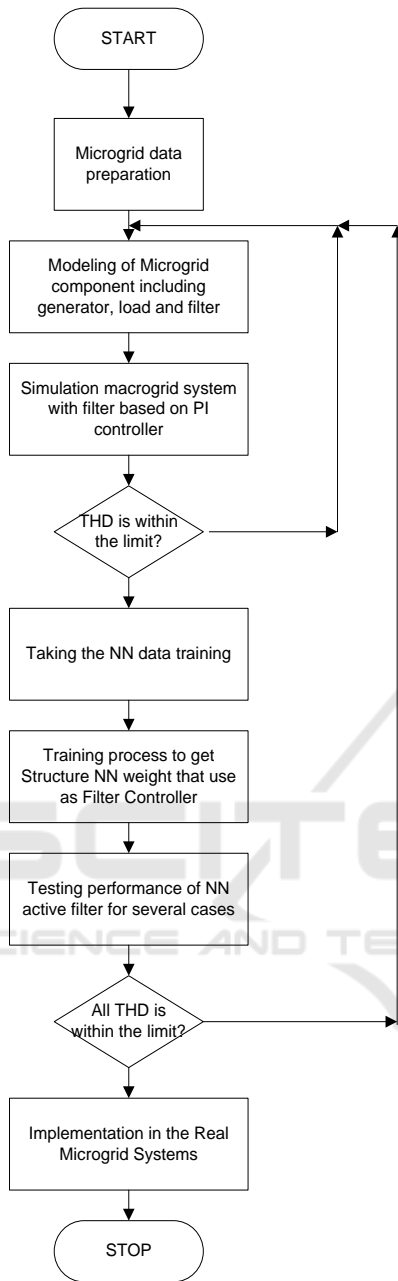 START
Microgrid data
preparation
Modeling of Microgrid
component including
generator, load and filter
Simulation macrogrid system
with filter based on PI
controller
THD is within
the limit?
Taking the NN data training
Training process to get
Structure NN weight that use
as Filter Controller
Testing performance of NN
active filter for several cases
All THD is
within the limit?
Implementation in the Real
Microgrid Systems
STOP